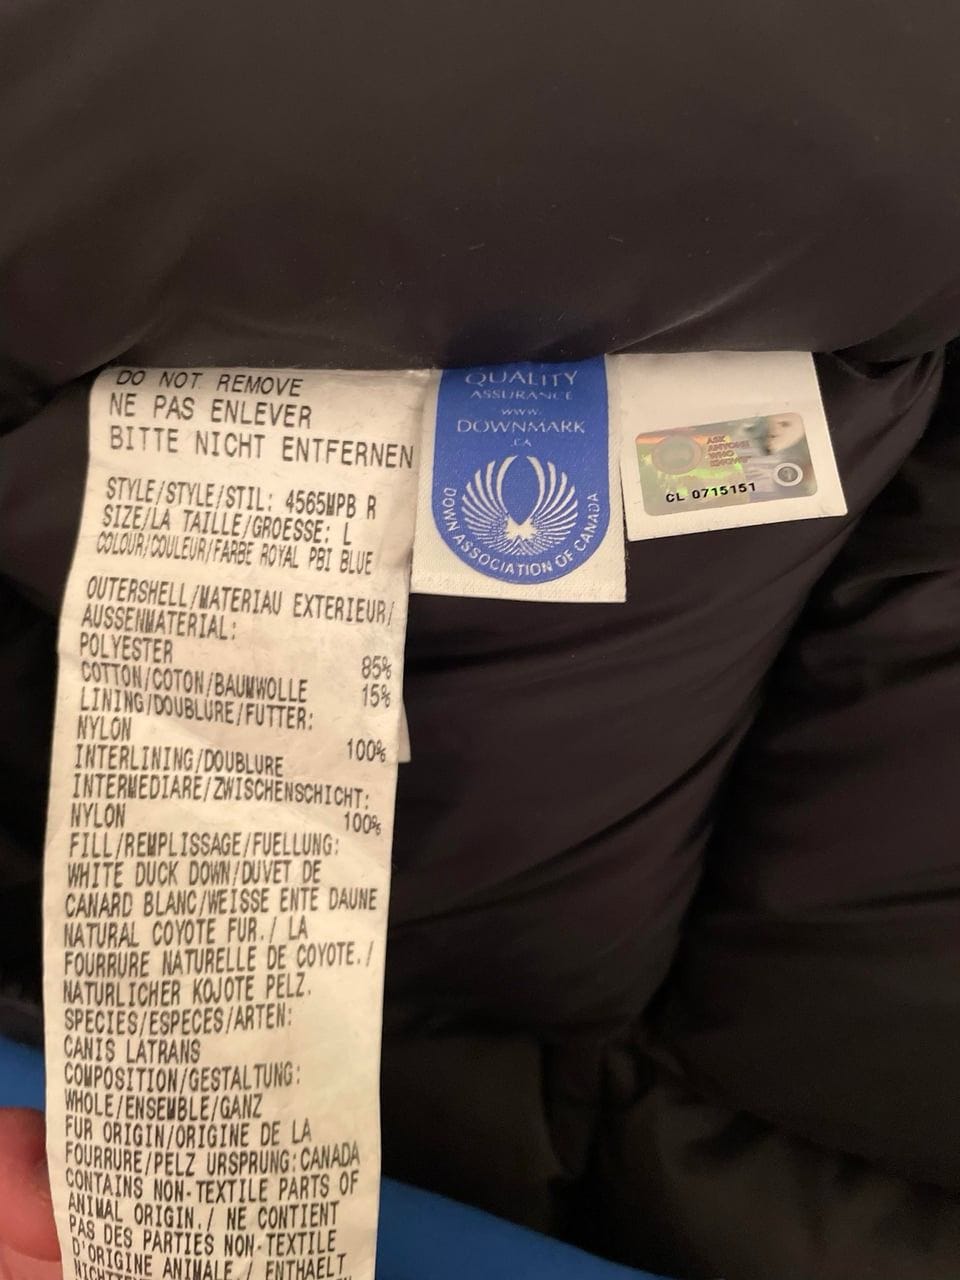 DO NOT REMOVE
NE PAS ENLEVER
BITTE NICHT ENTFERNEN
STYLE/STYLE/STIL: 4565MPB R
SIZE/LA TAILLE/GROESSE: L
COLOUR/COULEUR/FARBE ROYAL PBI BLUE
OUTERSHELL/MATERIAU EXTERIEUR/
AUSSENMATERIAL:
POLYESTER 85%
COTTON/COTON/BAUMWOLLE 15%
LINING/DOUBLURE/FUTTER:
NYLON 100%
INTERLINING/DOUBLURE
INTERMEDIARE/ZWISCHENSCHICHT:
NYLON 100%
FILL/REMPLISSAGE/FUELLUNG:
WHITE DUCK DOWN/DUVET DE
CANARD BLANC/WEISSE ENTE DAUNE
NATURAL COYOTE FUR./ LA
FOURRURE NATURELLE DE COYOTE./
NATURLICHER KOJOTE PELZ.
SPECIES/ESPECES/ARTEN:
CANIS LATRANS
COMPOSITION/GESTALTUNG:
WHOLE/ENSEMBLE/GANZ
FUR ORIGIN/ORIGINE DE LA
FOURRURE/PELZ URSPRUNG:CANADA
CONTAINS NON-TEXTILE PARTS OF
ANIMAL ORIGIN./ NE CONTIENT
PAS DES PARTIES NON-TEXTILE
D'ORIGINE ANIMALE./ ENTHAELT
QUALITY
ASSURANCE
www.
DOWNMARK
.CA
DOWN ASSOCIATION OF CANADA
ASK
ANYONE
WHO
KNOWS
CL 0715151